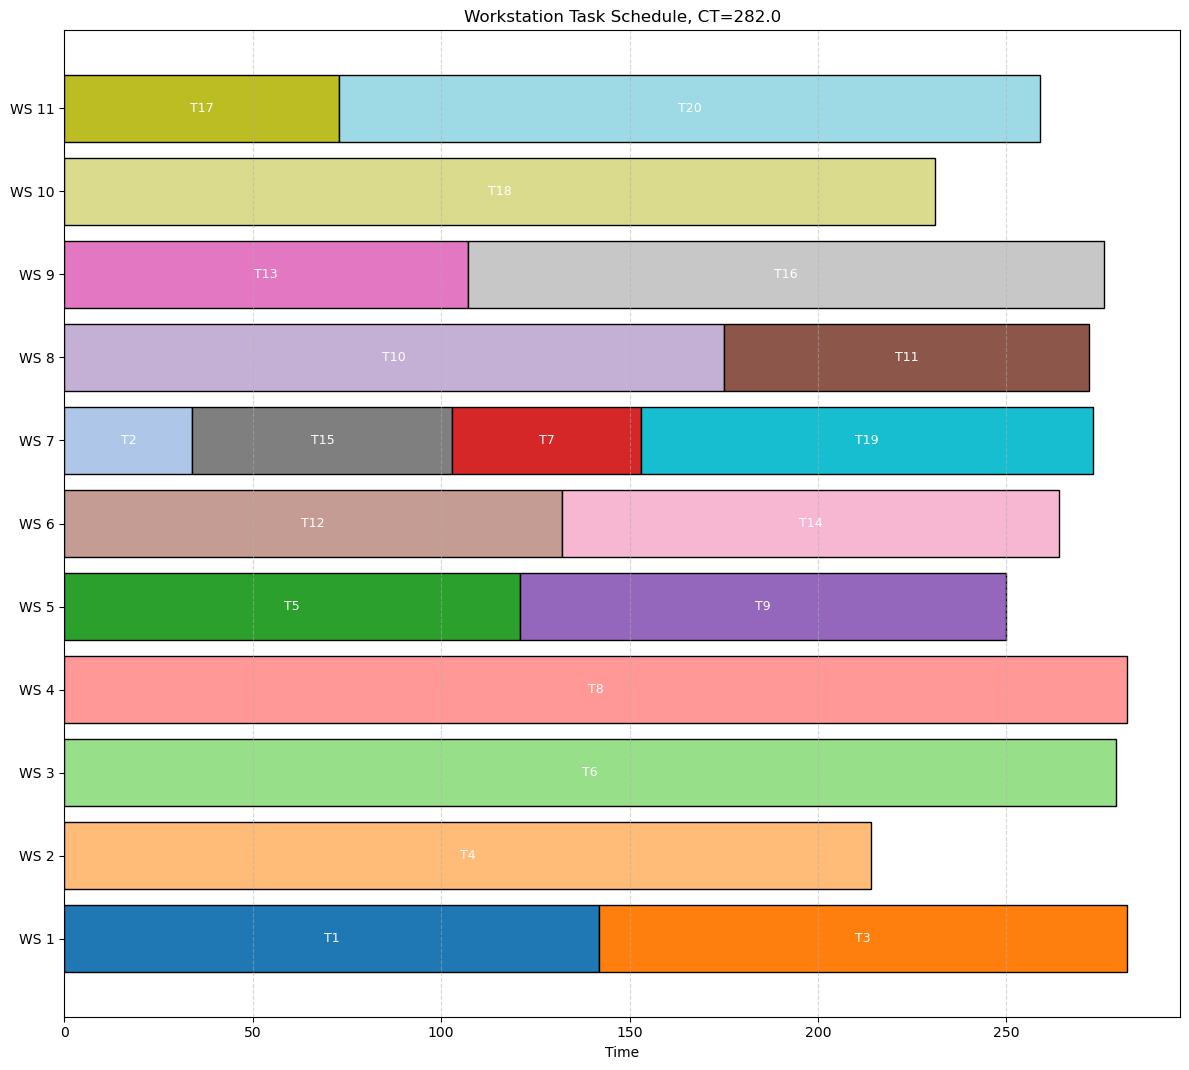 Workstation Task Schedule, CT=282.0
WS 11 T17 T20
WS 10 T18
WS 9 T13 T16
WS 8 T10 T11
WS 7 T2 T15 T7 T19
WS 6 T12 T14
WS 5 T5 T9
WS 4 T8
WS 3 T6
WS 2 T4
WS 1 T1 T3
0 50 100 150 200 250
Time